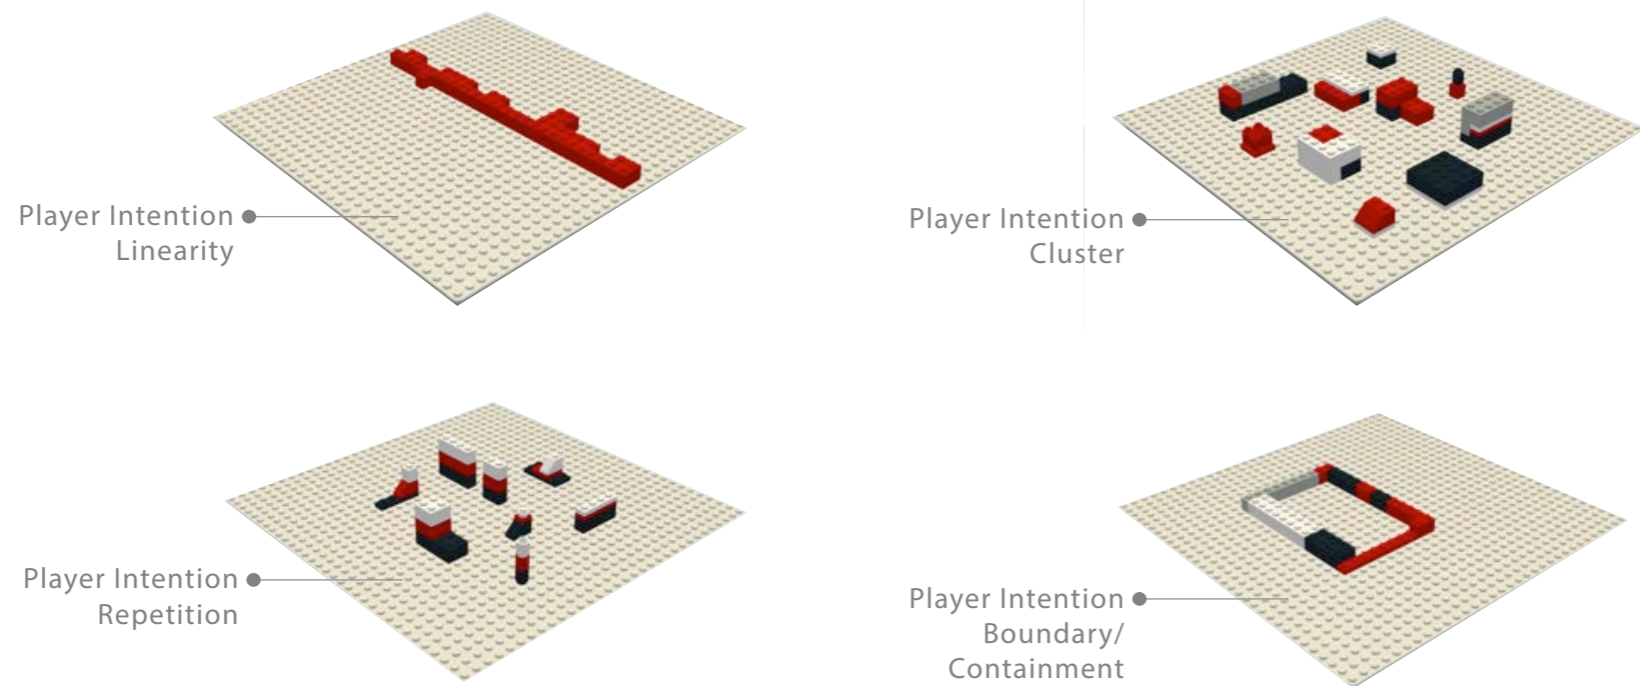 Player Intention
Linearity
Player Intention
Cluster
Player Intention
Repetition
Player Intention
Boundary/
Containment